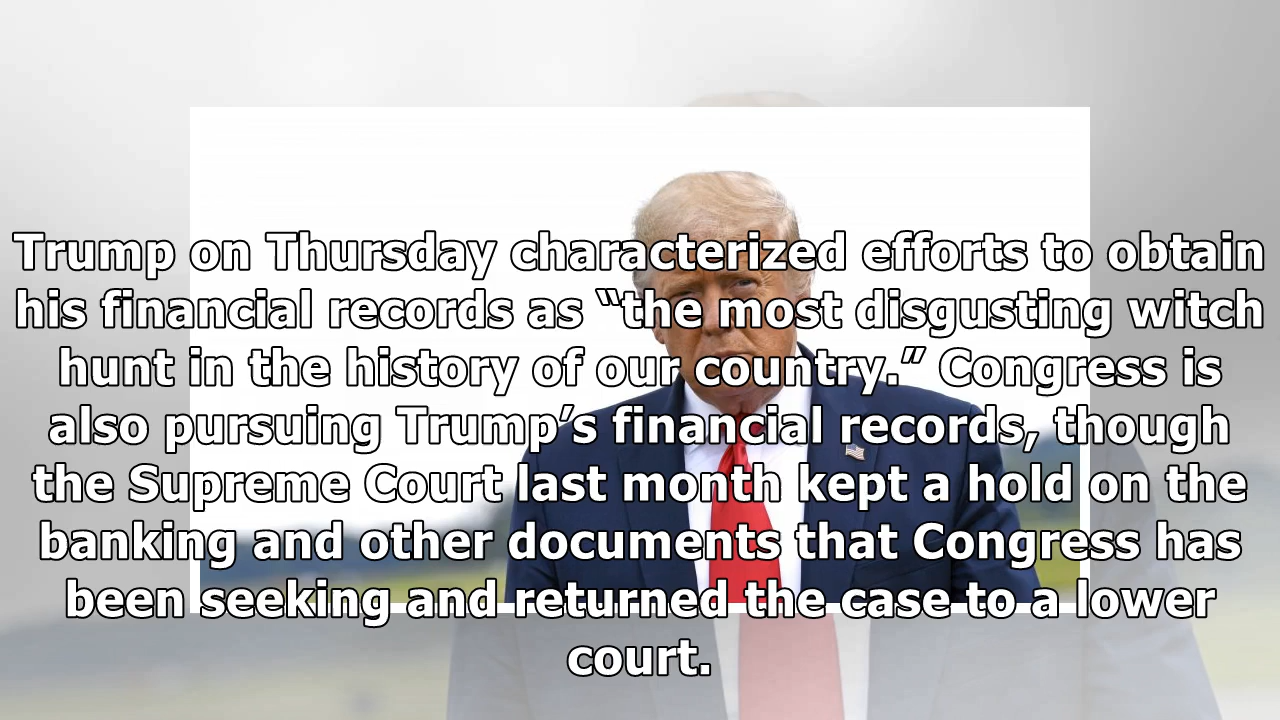 Trump on Thursday characterized efforts to obtain
his financial records as “the most disgusting witch
hunt in the history of our country.” Congress is
also pursuing Trump’s financial records, though
the Supreme Court last month kept a hold on the
banking and other documents that Congress has
been seeking and returned the case to a lower
court.